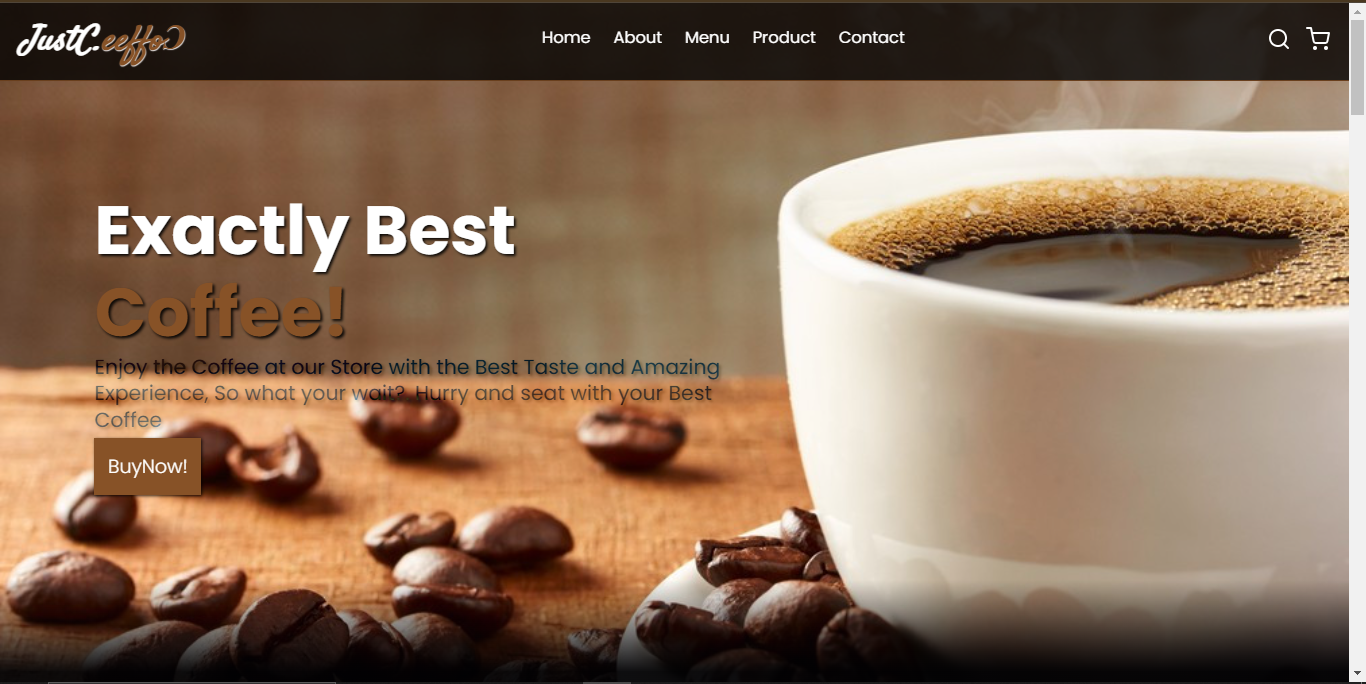 JustC.eeffoC
Home About Menu Product Contact
Exactly Best
Coffee!
Enjoy the Coffee at our Store with the Best Taste and Amazing
Experience, So what your wait?. Hurry and seat with your Best
Coffee
BuyNow!